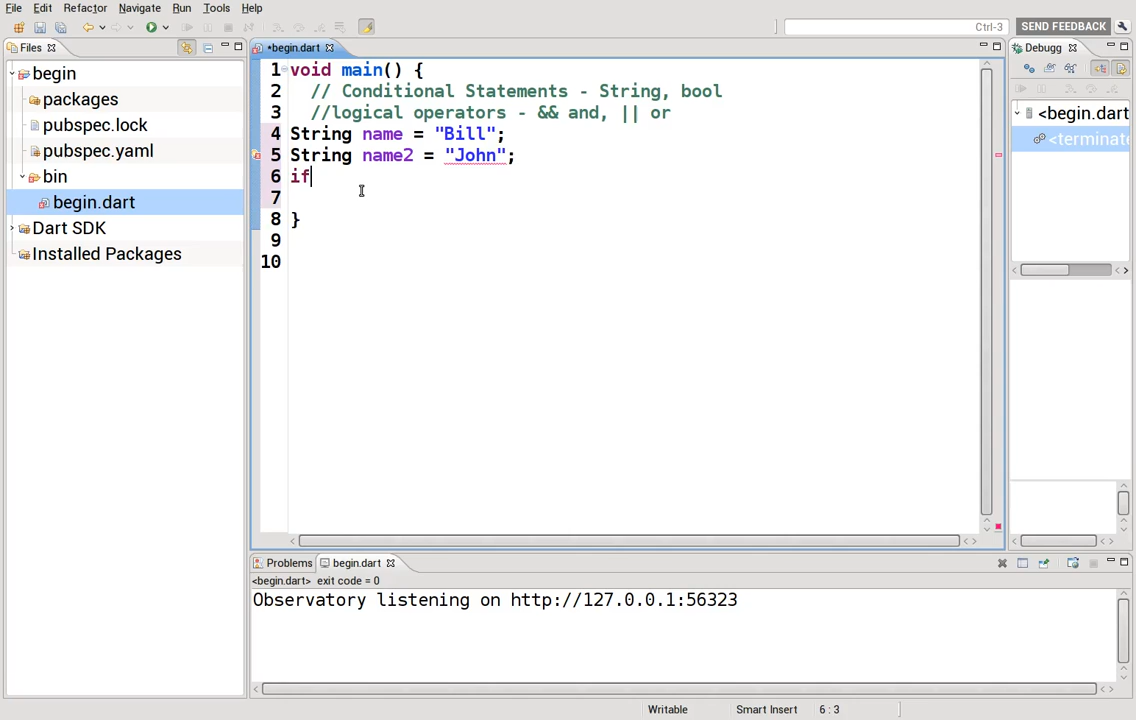 File Edit Refactor Navigate Run Tools Help
Ctrl-3 SEND FEEDBACK
Files
*begin.dart
Debugg
begin
packages
pubspec.lock
pubspec.yaml
bin
begin.dart
Dart SDK
Installed Packages
1 void main() {
2 // Conditional Statements - String, bool
3 //logical operators - && and, || or
4 String name = "Bill";
5 String name2 = "John";
6 if
7
8 }
9
10
<begin.dart
<terminate
Problems begin.dart
<begin.dart> exit code = 0
Observatory listening on http://127.0.0.1:56323
Writable Smart Insert 6 : 3